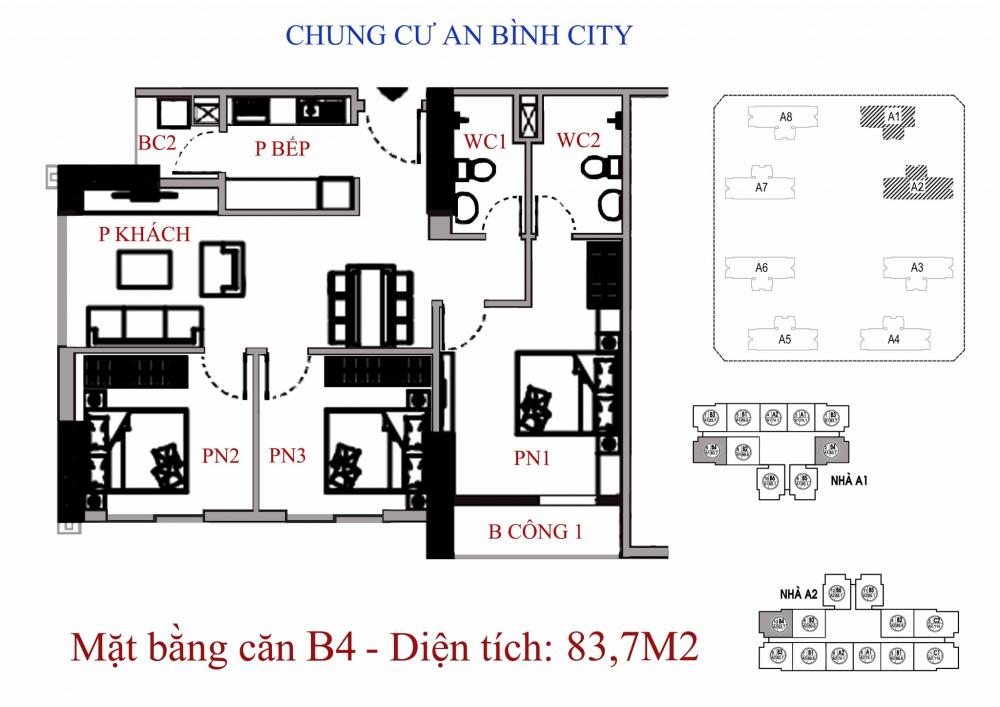 CHUNG CƯ AN BÌNH CITY
BC2
P BẾP
WC1
WC2
P KHÁCH
PN2
PN3
PN1
B CÔNG 1
Mặt bằng căn B4 - Diện tích: 83,7M2
A8
A1
A7
A2
A6
A3
A5
A4
B3
B1
A2
A1
B3
B4
B2
B4
B6
B5
NHÀ A1
NHÀ A2
B6
B5
B4
B2
B2
C2
B3
B1
A2
A1
B1
C1